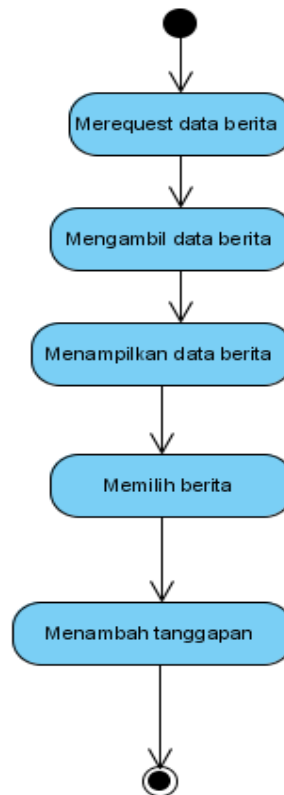 Merequest data berita
Mengambil data berita
Menampilkan data berita
Memilih berita
Menambah tanggapan